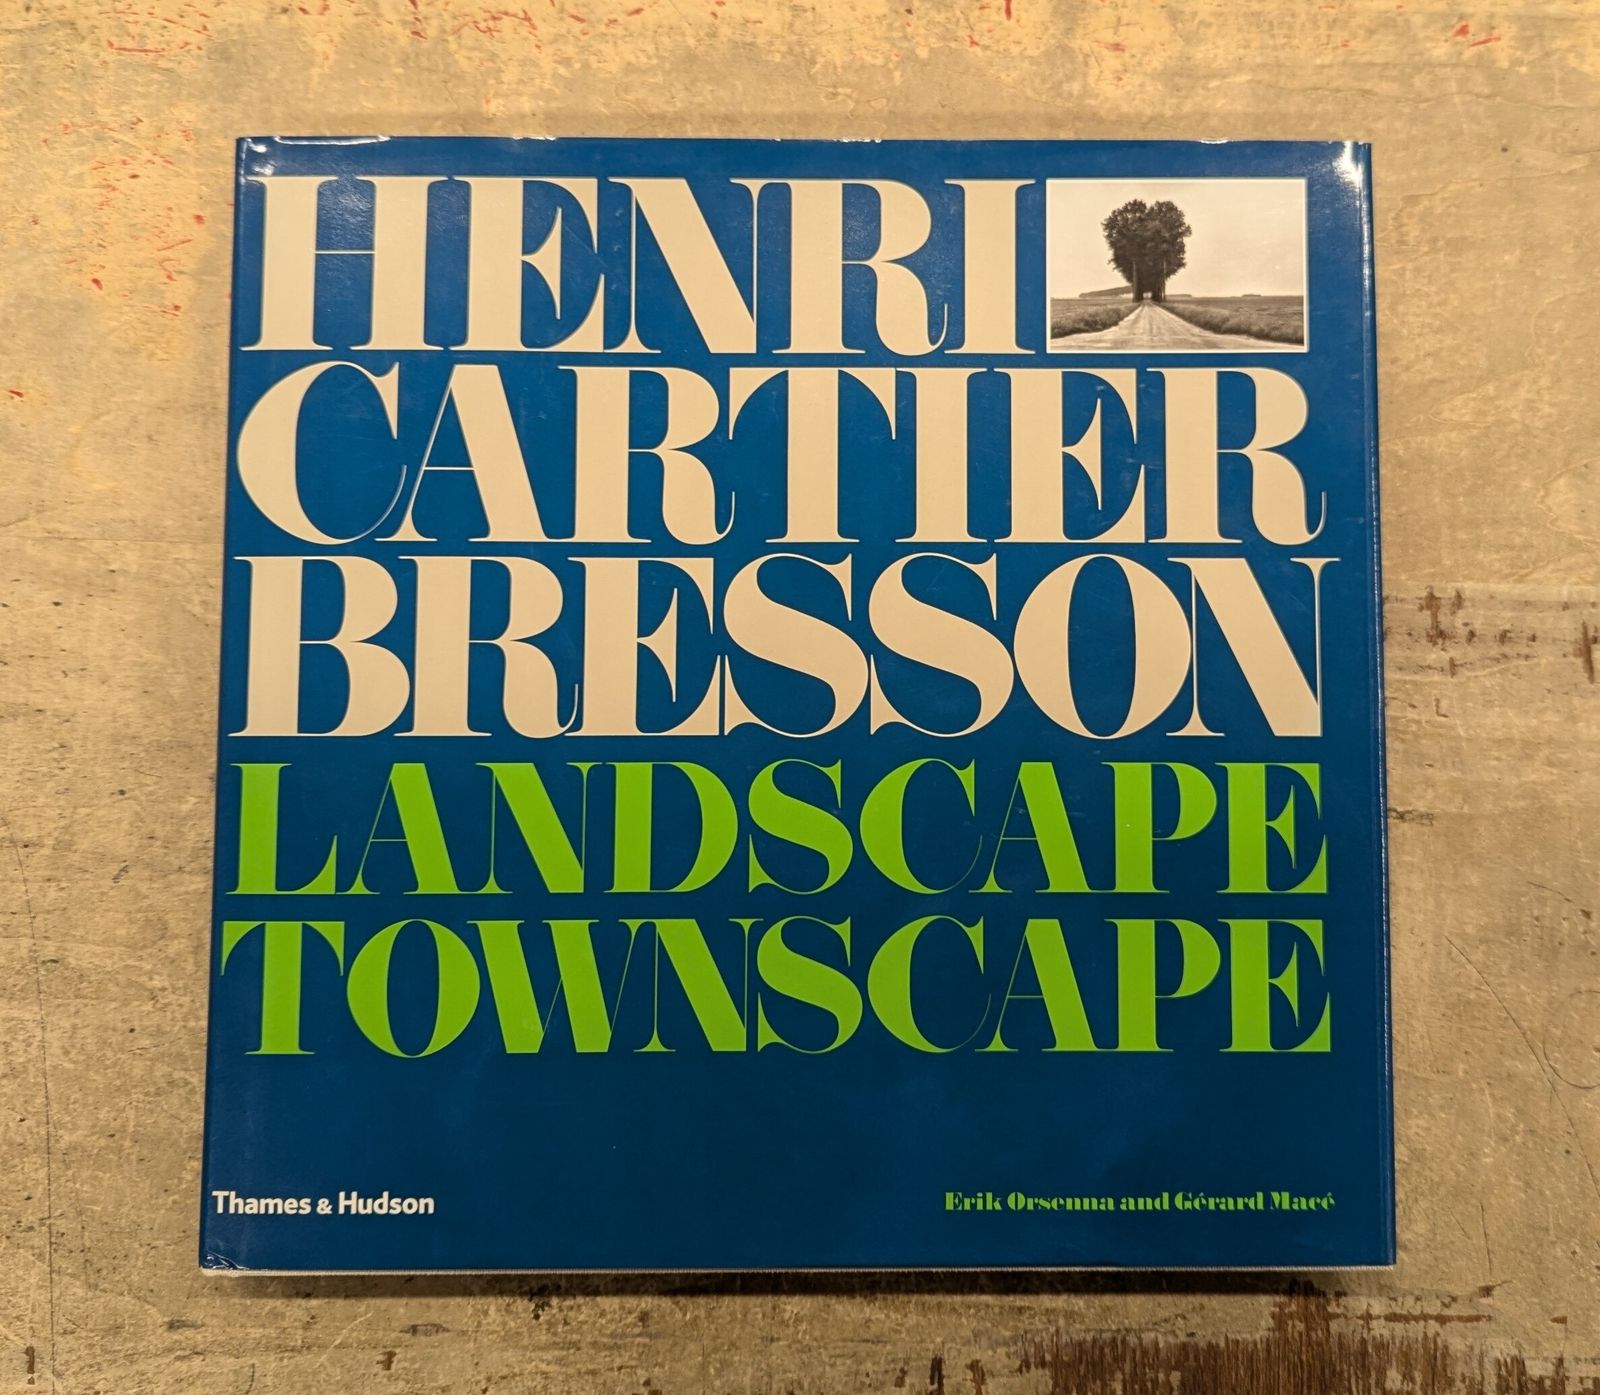 HENRI
CARTIER
BRESSON
LANDSCAPE
TOWNSCAPE
Thames & Hudson
Erik Orsenna and Gérard Macé